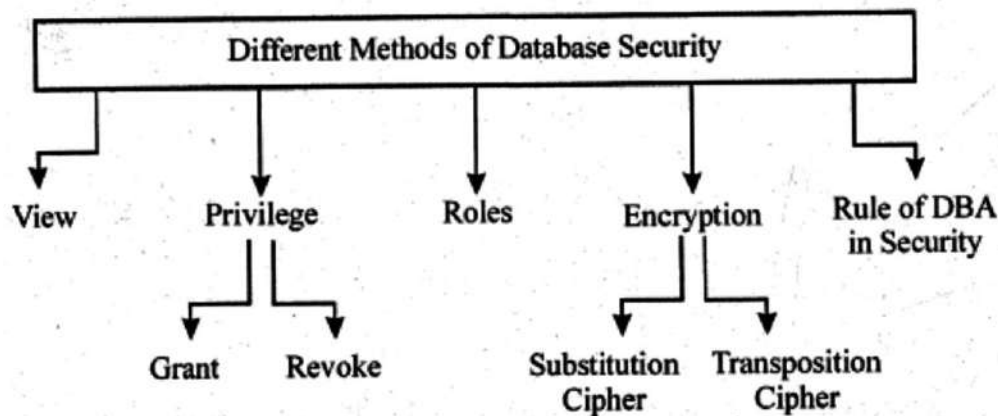 Different Methods of Database Security
View
Privilege
Roles
Encryption
Rule of DBA
in Security
Grant
Revoke
Substitution
Cipher
Transposition
Cipher